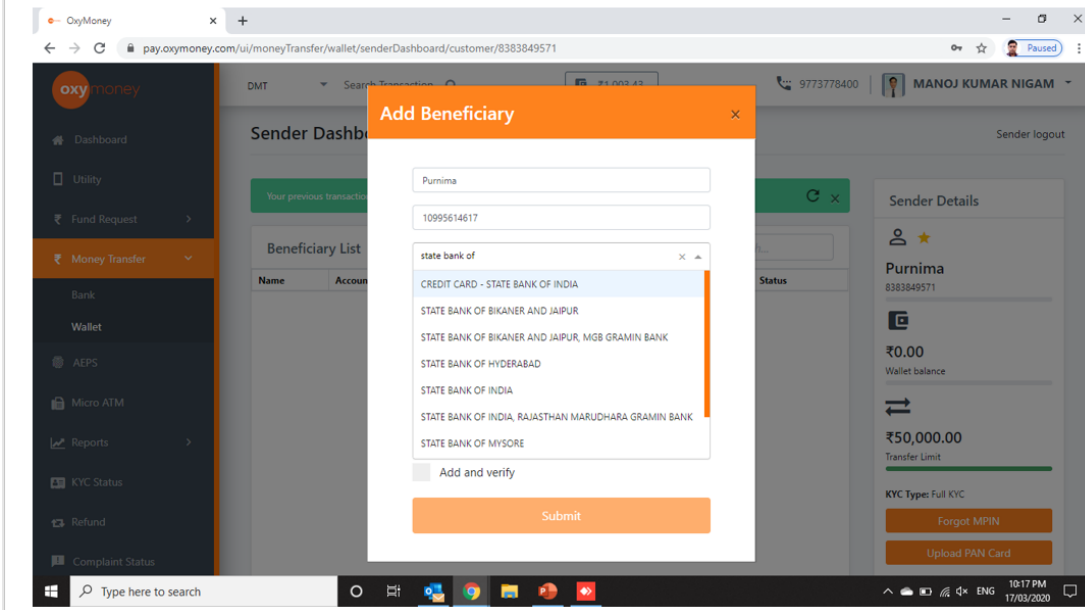 OxyMoney
pay.oxymoney.com/ui/moneyTransfer/wallet/senderDashboard/customer/8383849571
Paused
oxymoney
DMT
Search Transaction
₹1,003.43
9773778400
MANOJ KUMAR NIGAM
Dashboard
Utility
Fund Request
Money Transfer
Bank
Wallet
AEPS
Micro ATM
Reports
KYC Status
Refund
Complaint Status
Sender Dashb
Sender logout
Your previous transactio
Beneficiary List
Name
Accoun
Status
Add Beneficiary
Purnima
10995614617
state bank of
CREDIT CARD - STATE BANK OF INDIA
STATE BANK OF BIKANER AND JAIPUR
STATE BANK OF BIKANER AND JAIPUR, MGB GRAMIN BANK
STATE BANK OF HYDERABAD
STATE BANK OF INDIA
STATE BANK OF INDIA, RAJASTHAN MARUDHARA GRAMIN BANK
STATE BANK OF MYSORE
Add and verify
Submit
Sender Details
Purnima
8383849571
₹0.00
Wallet balance
₹50,000.00
Transfer Limit
KYC Type: Full KYC
Forgot MPIN
Upload PAN Card
Type here to search
ENG
10:17 PM
17/03/2020